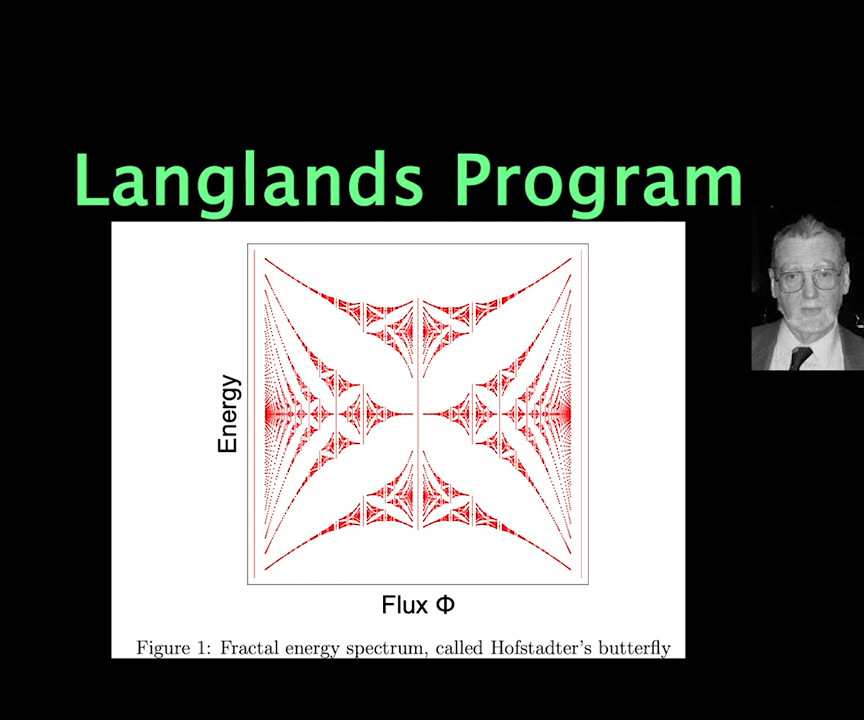 Langlands Program
Energy
Flux Φ
Figure 1: Fractal energy spectrum, called Hofstadter's butterfly